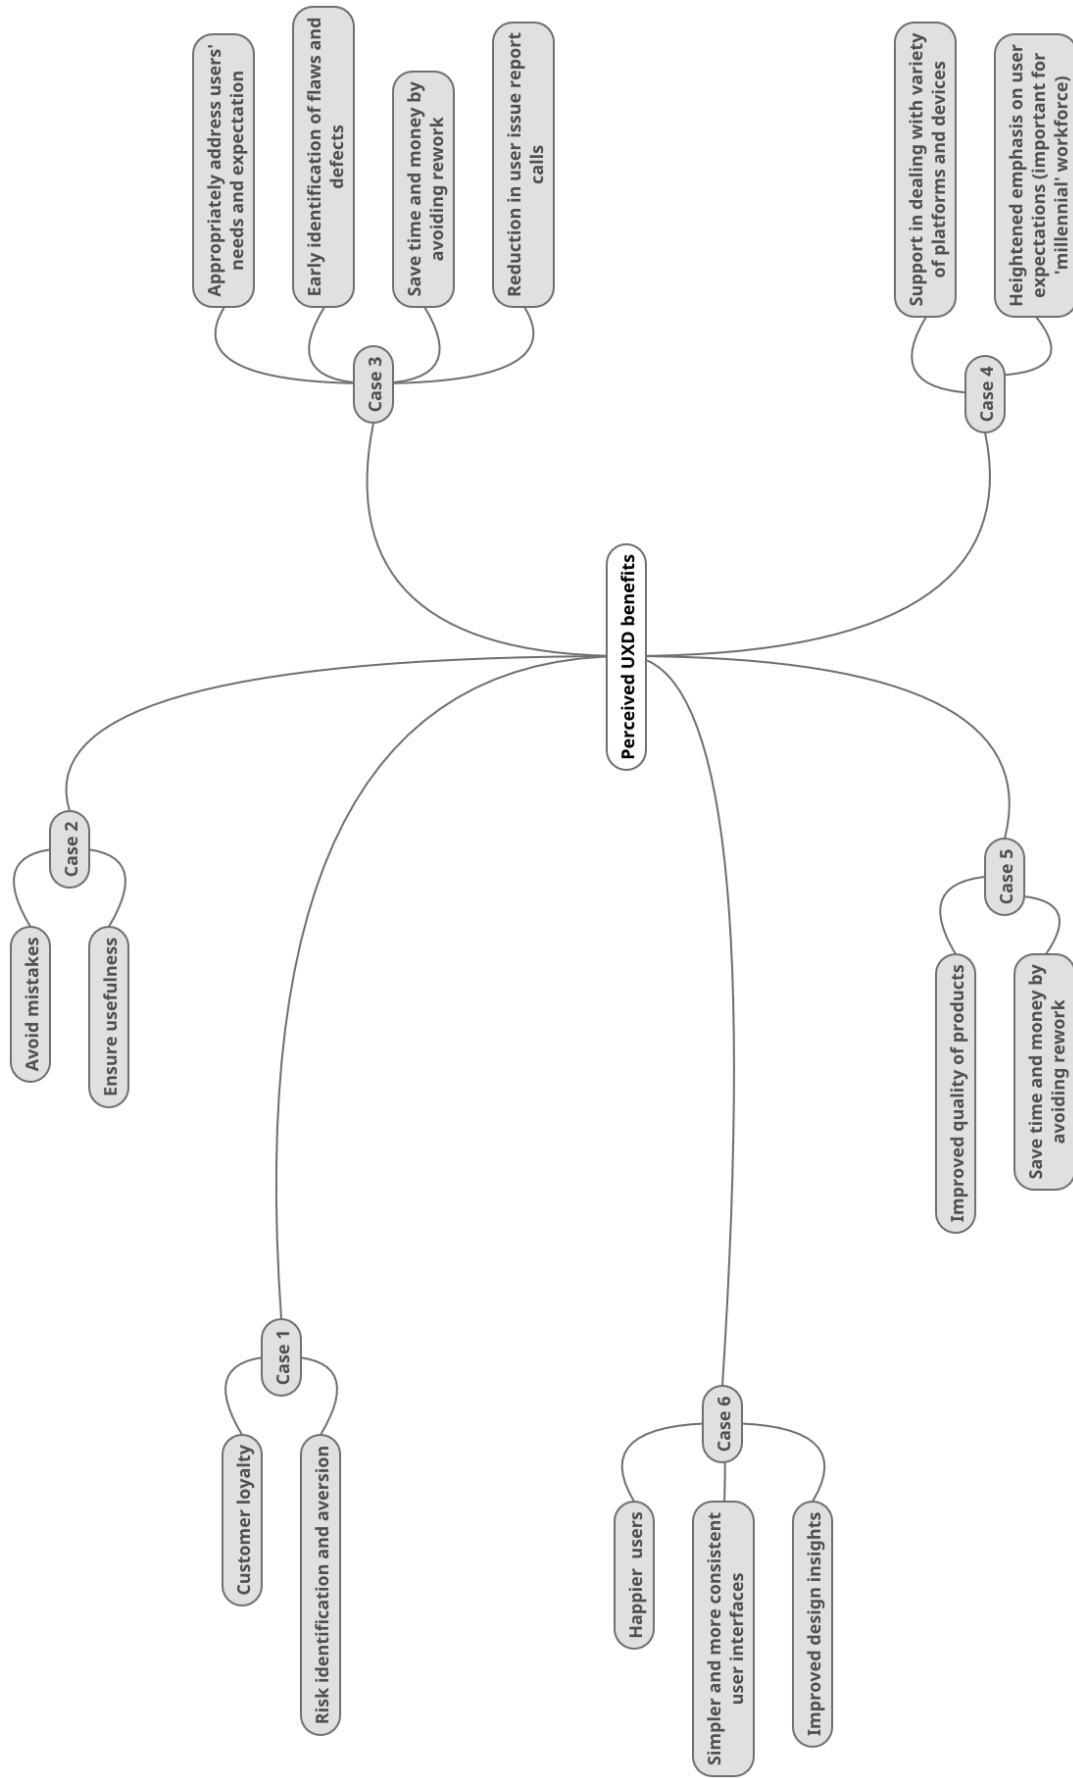 Perceived UXD benefits
Case 1
Customer loyalty
Risk identification and aversion
Case 2
Avoid mistakes
Ensure usefulness
Case 3
Appropriately address users'
needs and expectation
Early identification of flaws and
defects
Save time and money by
avoiding rework
Reduction in user issue report
calls
Case 4
Support in dealing with variety
of platforms and devices
Heightened emphasis on user
expectations (important for
'millennial' workforce)
Case 5
Improved quality of products
Save time and money by
avoiding rework
Case 6
Happier  users
Simpler and more consistent
user interfaces
Improved design insights